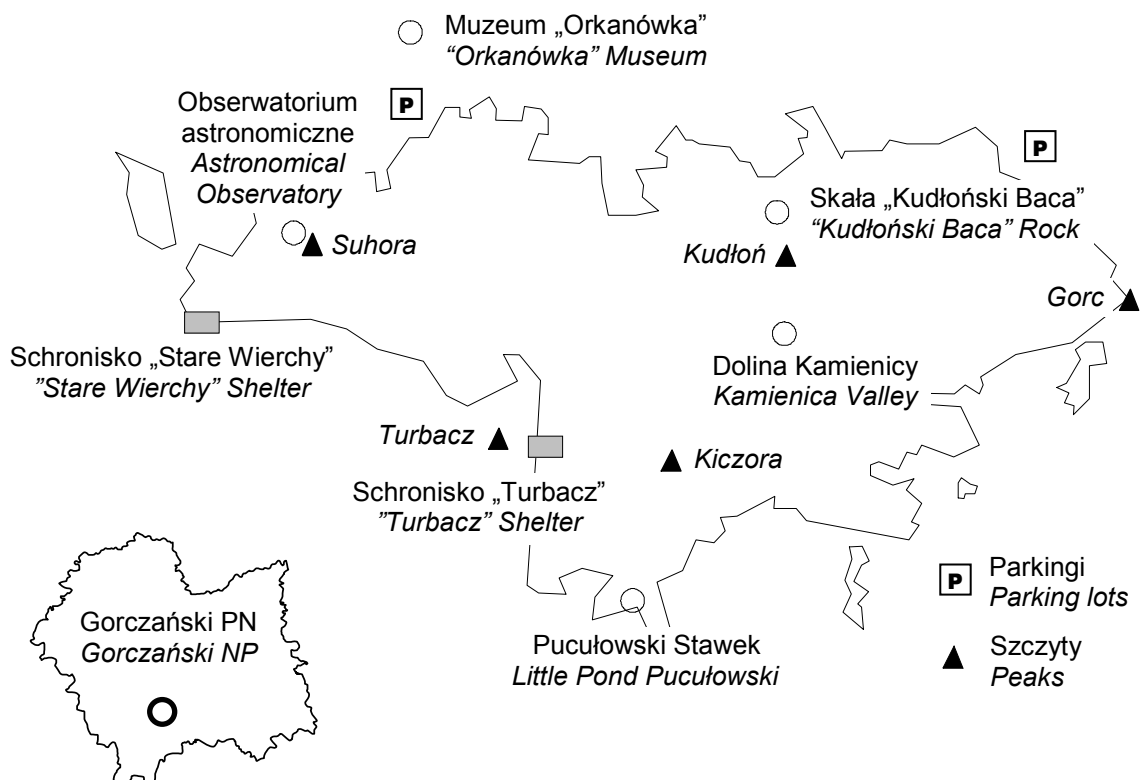 Muzeum „Orkanówka”
“Orkanówka” Museum
P
Obserwatorium
astronomiczne
Astronomical
Observatory
P
Skała „Kudłoński Baca”
“Kudłoński Baca” Rock
Suhora
Kudłoń
Gorc
Schronisko „Stare Wierchy”
”Stare Wierchy” Shelter
Dolina Kamienicy
Kamienica Valley
Turbacz
Kiczora
Schronisko „Turbacz”
”Turbacz” Shelter
P
Parkingi
Parking lots
Gorczański PN
Gorczański NP
Pucułowski Stawek
Little Pond Pucułowski
Szczyty
Peaks